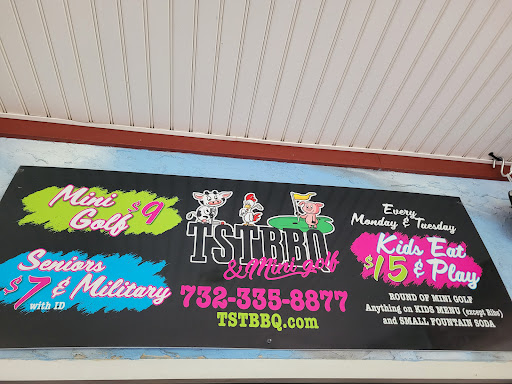 Mini $9
Golf
Seniors
$7 & Military
with ID
TSTBBQ
& Mini golf
732-335-8877
TSTBBQ.com
Every
Monday & Tuesday
Kids Eat
$15 & Play
ROUND OF MINI GOLF
Anything on KIDS MENU (except Ribs)
and SMALL FOUNTAIN SODA